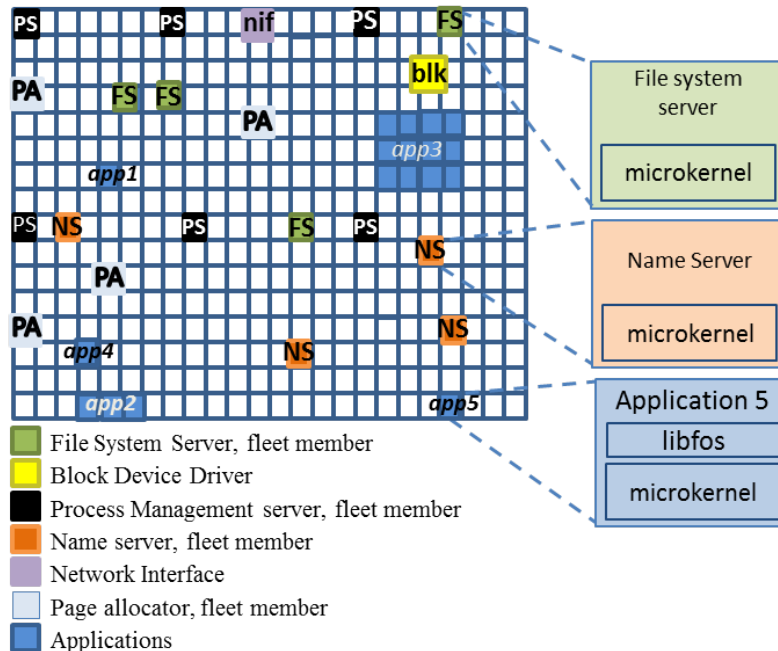 PS PS nif PS FS
blk
File system
server
microkernel
PA FS FS
PA
app3
app1
PS NS PS FS PS
NS
Name Server
microkernel
PA
PA
app4 NS NS
app2 app5
Application 5
libfos
microkernel
File System Server, fleet member
Block Device Driver
Process Management server, fleet member
Name server, fleet member
Network Interface
Page allocator, fleet member
Applications